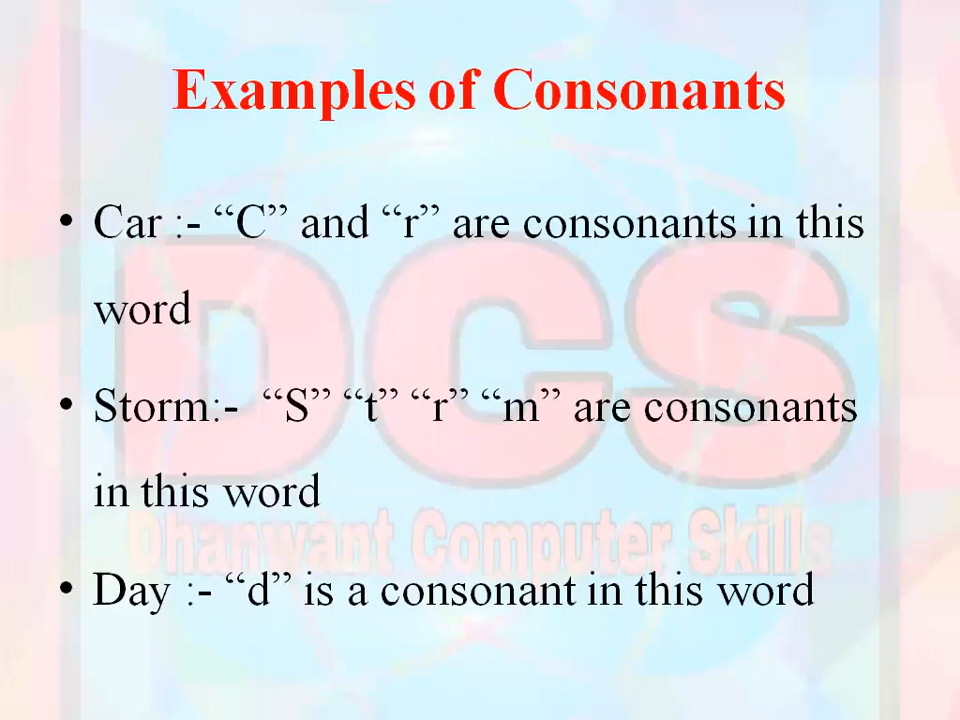 Examples of Consonants
• Car :- “C” and “r” are consonants in this
word
• Storm:- “S” “t” “r” “m” are consonants
in this word
• Day :- “d” is a consonant in this word
DCS
Dhanwant Computer Skills